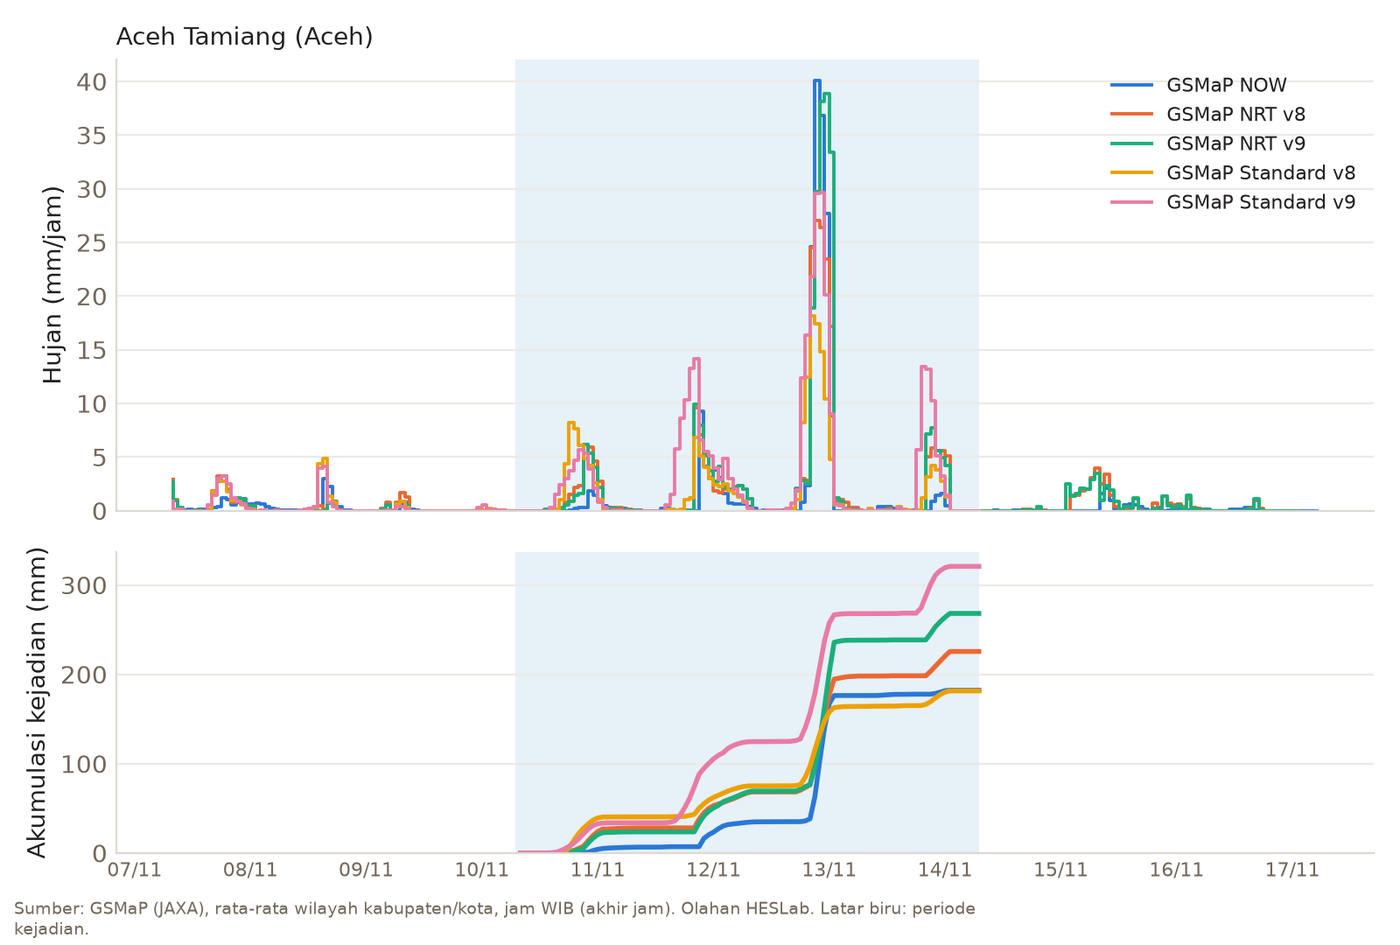 Aceh Tamiang (Aceh)
Hujan (mm/jam)
40
35
30
25
20
15
10
5
0
GSMaP NOW
GSMaP NRT v8
GSMaP NRT v9
GSMaP Standard v8
GSMaP Standard v9
Akumulasi kejadian (mm)
300
200
100
0
07/11 08/11 09/11 10/11 11/11 12/11 13/11 14/11 15/11 16/11 17/11
Sumber: GSMaP (JAXA), rata-rata wilayah kabupaten/kota, jam WIB (akhir jam). Olahan HESLab. Latar biru: periode
kejadian.